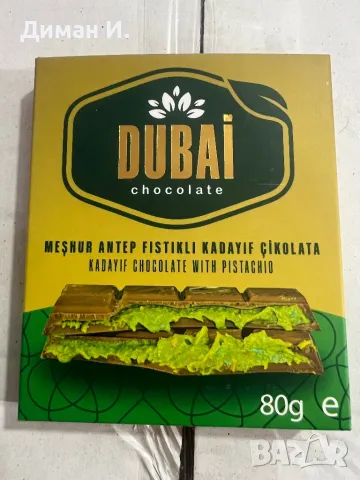 Диман И.
DUBAİ
chocolate
MEŞHUR ANTEP FISTIKLI KADAYIF ÇİKOLATA
KADAYIF CHOCOLATE WITH PISTACHIO
80g e
BAZAR